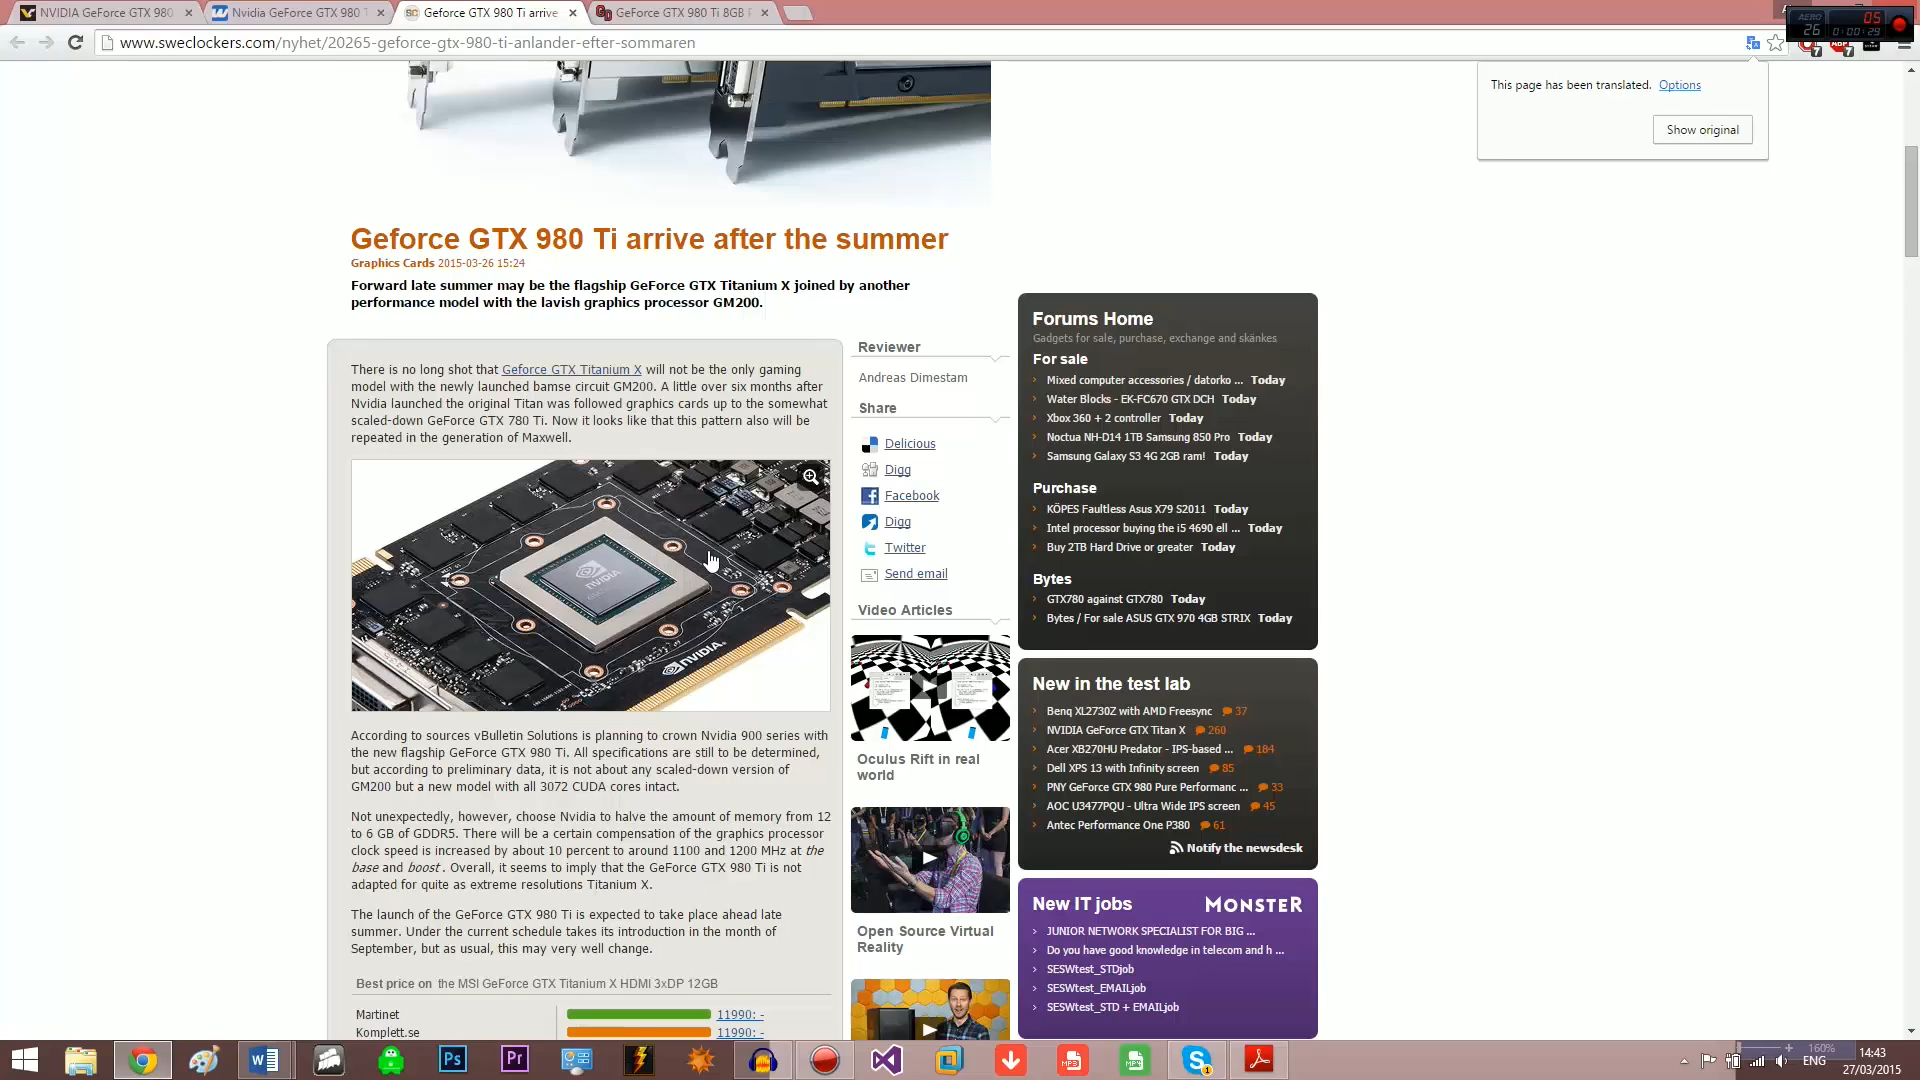 NVIDIA GeForce GTX 980
Nvidia GeForce GTX 980 T
Geforce GTX 980 Ti arrive
GeForce GTX 980 Ti 8GB
www.sweclockers.com/nyhet/20265-geforce-gtx-980-ti-anlander-efter-sommaren
26
05
0:00:29
This page has been translated. Options
Show original
Geforce GTX 980 Ti arrive after the summer
Graphics Cards 2015-03-26 15:24
Forward late summer may be the flagship GeForce GTX Titanium X joined by another
performance model with the lavish graphics processor GM200.
There is no long shot that Geforce GTX Titanium X will not be the only gaming
model with the newly launched bamse circuit GM200. A little over six months after
Nvidia launched the original Titan was followed graphics cards up to the somewhat
scaled-down GeForce GTX 780 Ti. Now it looks like that this pattern also will be
repeated in the generation of Maxwell.
NVIDIA
NVIDIA
According to sources vBulletin Solutions is planning to crown Nvidia 900 series with
the new flagship GeForce GTX 980 Ti. All specifications are still to be determined,
but according to preliminary data, it is not about any scaled-down version of
GM200 but a new model with all 3072 CUDA cores intact.
Not unexpectedly, however, choose Nvidia to halve the amount of memory from 12
to 6 GB of GDDR5. There will be a certain compensation of the graphics processor
clock speed is increased by about 10 percent to around 1100 and 1200 MHz at the
base and boost . Overall, it seems to imply that the GeForce GTX 980 Ti is not
adapted for quite as extreme resolutions Titanium X.
The launch of the GeForce GTX 980 Ti is expected to take place ahead late
summer. Under the current schedule takes its introduction in the month of
September, but as usual, this may very well change.
Best price on the MSI GeForce GTX Titanium X HDMI 3xDP 12GB
Martinet 11990: -
Komplett.se 11990: -
Reviewer
Andreas Dimestam
Share
Delicious
Digg
Facebook
Digg
Twitter
Send email
Video Articles
Oculus Rift in real
world
Open Source Virtual
Reality
Forums Home
Gadgets for sale, purchase, exchange and skänkes
For sale
Mixed computer accessories / datorko ... Today
Water Blocks - EK-FC670 GTX DCH Today
Xbox 360 + 2 controller Today
Noctua NH-D14 1TB Samsung 850 Pro Today
Samsung Galaxy S3 4G 2GB ram! Today
Purchase
KÖPES Faultless Asus X79 S2011 Today
Intel processor buying the i5 4690 ell ... Today
Buy 2TB Hard Drive or greater Today
Bytes
GTX780 against GTX780 Today
Bytes / For sale ASUS GTX 970 4GB STRIX Today
New in the test lab
Benq XL2730Z with AMD Freesync 37
NVIDIA GeForce GTX Titan X 260
Acer XB270HU Predator - IPS-based ... 184
Dell XPS 13 with Infinity screen 85
PNY GeForce GTX 980 Pure Performanc ... 33
AOC U3477PQU - Ultra Wide IPS screen 45
Antec Performance One P380 61
Notify the newsdesk
New IT jobs MONSTER
JUNIOR NETWORK SPECIALIST FOR BIG ...
Do you have good knowledge in telecom and h ...
SESWtest_STDjob
SESWtest_EMAILjob
SESWtest_STD + EMAILjob
160%
ENG
14:43
27/03/2015